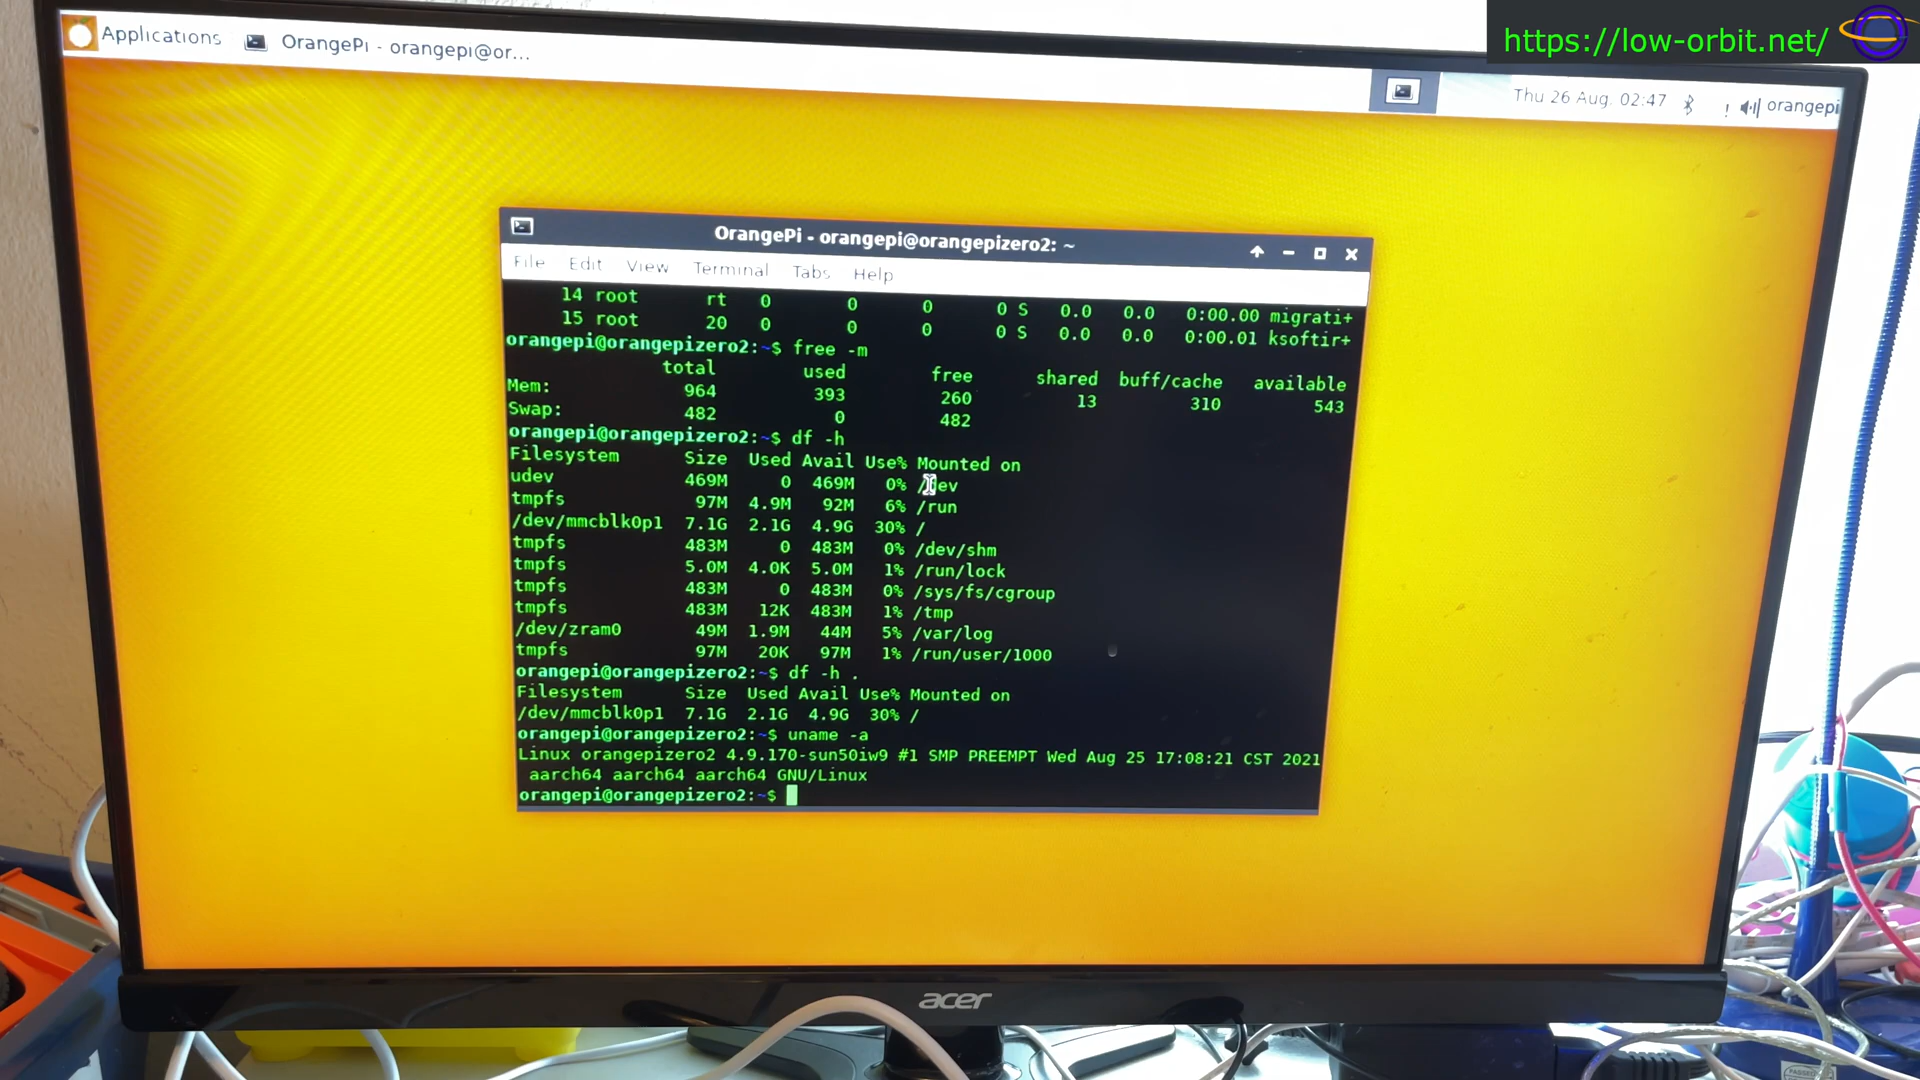 https://low-orbit.net/
Applications OrangePi - orangepi@or...
Thu 26 Aug, 02:47 orangepi
OrangePi - orangepi@orangepizero2: ~
File Edit View Terminal Tabs Help
14 root rt 0 0 0 0 S 0.0 0.0 0:00.00 migrati+
15 root 20 0 0 0 0 S 0.0 0.0 0:00.01 ksoftir+
orangepi@orangepizero2:~$ free -m
total used free shared buff/cache available
Mem: 964 393 260 13 310 543
Swap: 482 0 482
orangepi@orangepizero2:~$ df -h
Filesystem Size Used Avail Use% Mounted on
udev 469M 0 469M 0% /dev
tmpfs 97M 4.9M 92M 6% /run
/dev/mmcblk0p1 7.1G 2.1G 4.9G 30% /
tmpfs 483M 0 483M 0% /dev/shm
tmpfs 5.0M 4.0K 5.0M 1% /run/lock
tmpfs 483M 0 483M 0% /sys/fs/cgroup
tmpfs 483M 12K 483M 1% /tmp
/dev/zram0 49M 1.9M 44M 5% /var/log
tmpfs 97M 20K 97M 1% /run/user/1000
orangepi@orangepizero2:~$ df -h .
Filesystem Size Used Avail Use% Mounted on
/dev/mmcblk0p1 7.1G 2.1G 4.9G 30% /
orangepi@orangepizero2:~$ uname -a
Linux orangepizero2 4.9.170-sun50iw9 #1 SMP PREEMPT Wed Aug 25 17:08:21 CST 2021
aarch64 aarch64 aarch64 GNU/Linux
orangepi@orangepizero2:~$
acer